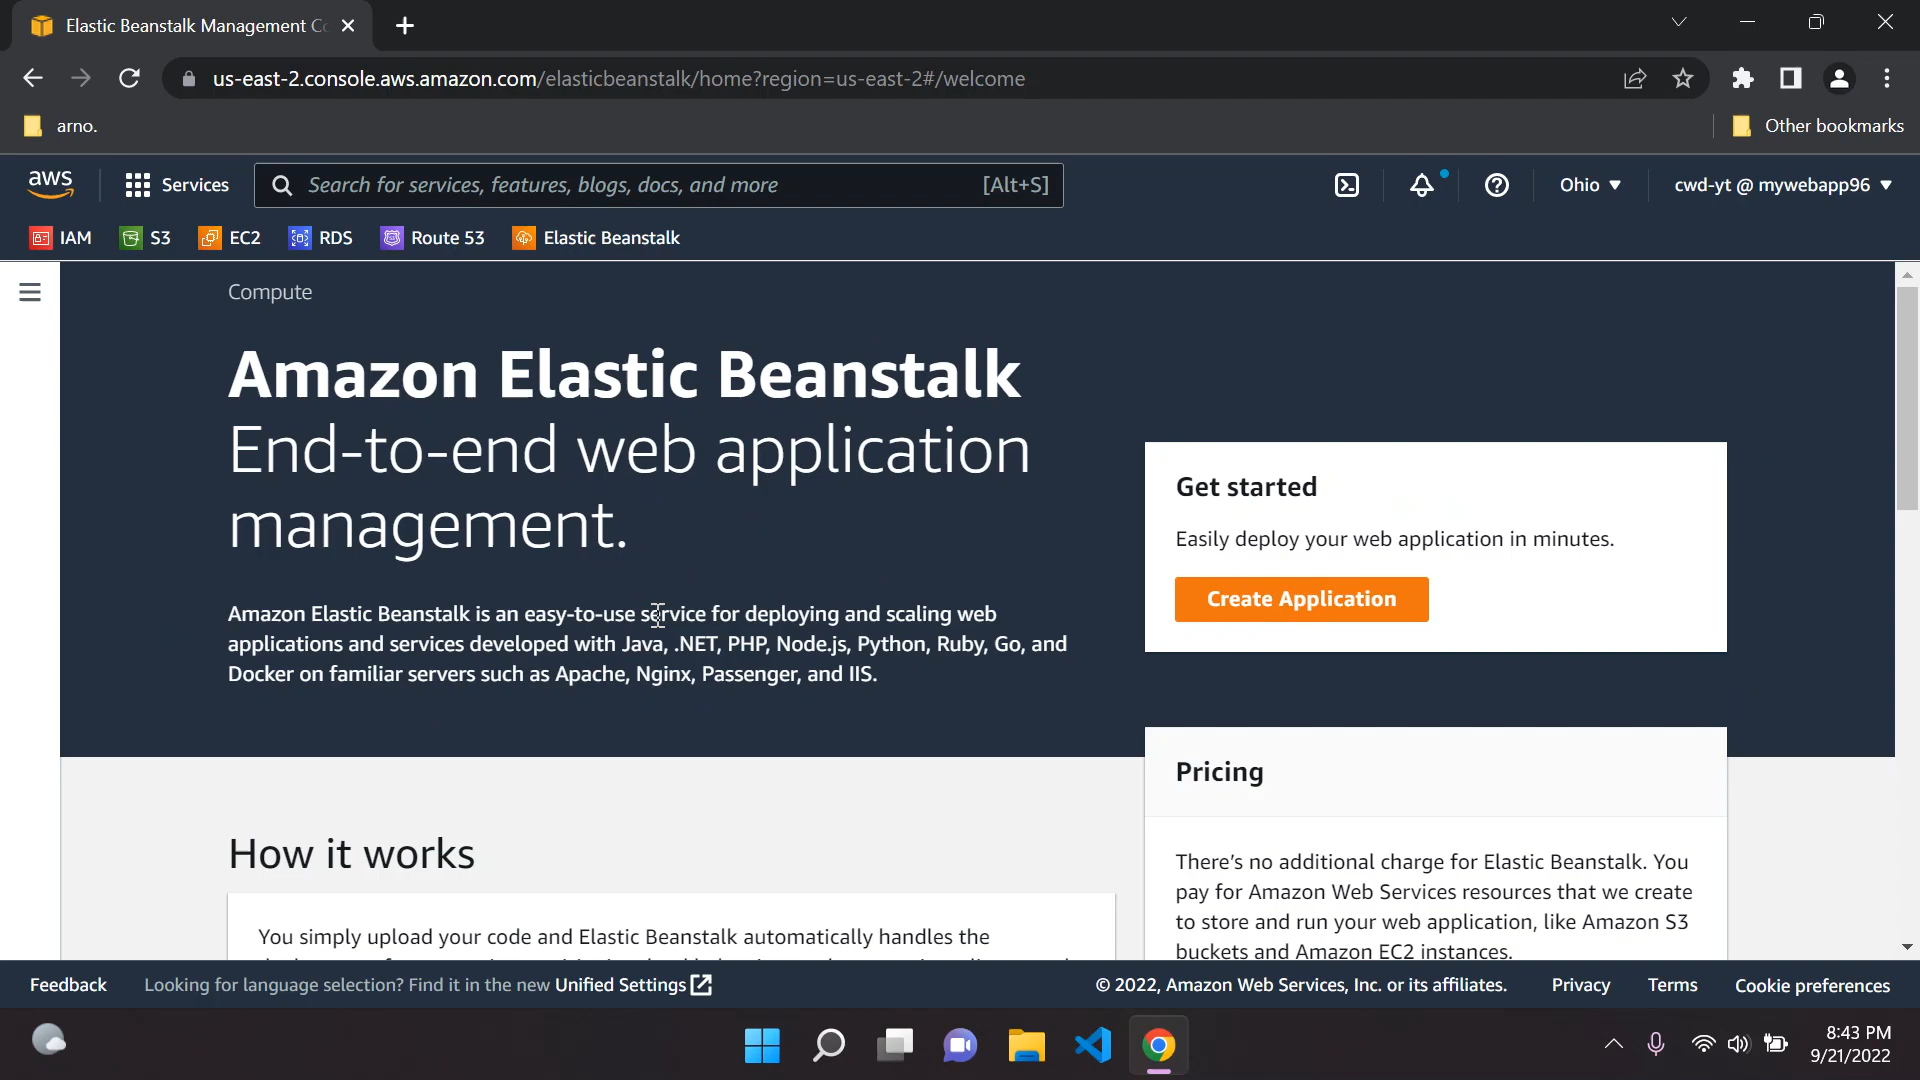 Elastic Beanstalk Management Co
us-east-2.console.aws.amazon.com/elasticbeanstalk/home?region=us-east-2#/welcome
arno.
Other bookmarks
aws
Services
Search for services, features, blogs, docs, and more
[Alt+S]
Ohio
cwd-yt @ mywebapp96
IAM
S3
EC2
RDS
Route 53
Elastic Beanstalk
Compute
Amazon Elastic Beanstalk
End-to-end web application
management.
Amazon Elastic Beanstalk is an easy-to-use service for deploying and scaling web
applications and services developed with Java, .NET, PHP, Node.js, Python, Ruby, Go, and
Docker on familiar servers such as Apache, Nginx, Passenger, and IIS.
Get started
Easily deploy your web application in minutes.
Create Application
Pricing
There's no additional charge for Elastic Beanstalk. You
pay for Amazon Web Services resources that we create
to store and run your web application, like Amazon S3
buckets and Amazon EC2 instances.
How it works
You simply upload your code and Elastic Beanstalk automatically handles the
Feedback
Looking for language selection? Find it in the new Unified Settings
© 2022, Amazon Web Services, Inc. or its affiliates.
Privacy
Terms
Cookie preferences
8:43 PM
9/21/2022